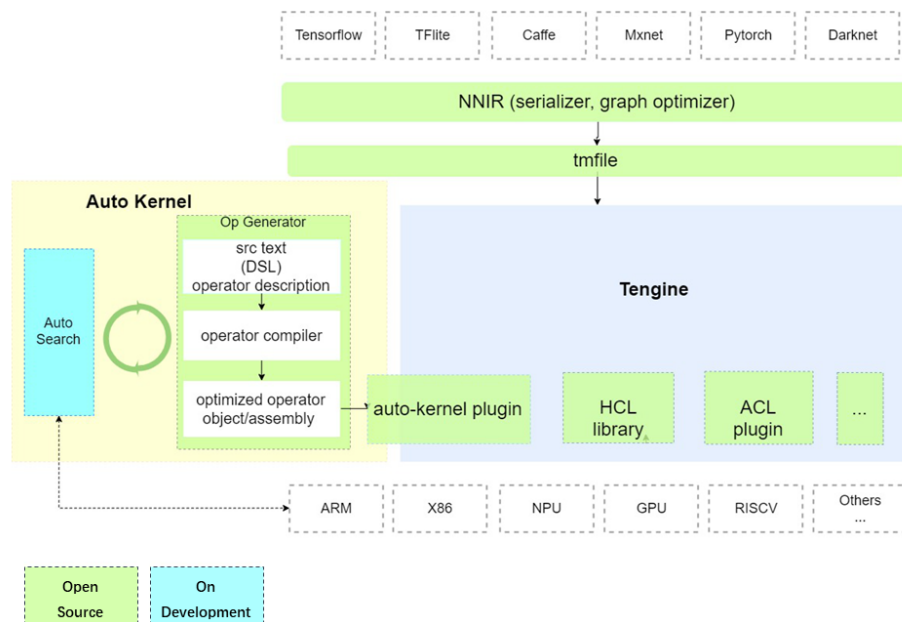 Tensorflow
TFlite
Caffe
Mxnet
Pytorch
Darknet
NNIR (serializer, graph optimizer)
tmfile
Auto Kernel
Op Generator
src text
(DSL)
operator description
Auto
Search
operator compiler
optimized operator
object/assembly
Tengine
auto-kernel plugin
HCL
library
ACL
plugin
...
ARM
X86
NPU
GPU
RISCV
Others
...
Open
Source
On
Development